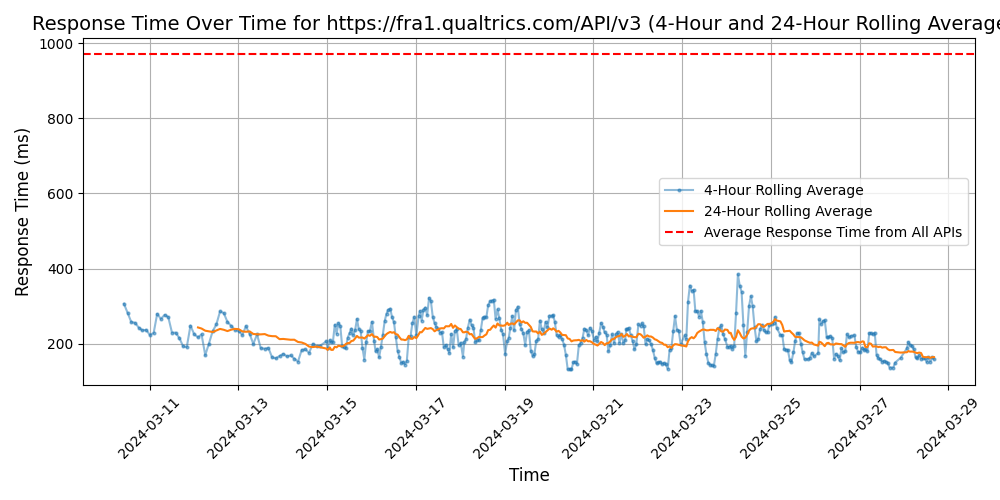 Response Time Over Time for https://fra1.qualtrics.com/API/v3 (4-Hour and 24-Hour Rolling Average
1000
800
600
400
200
Response Time (ms)
4-Hour Rolling Average
24-Hour Rolling Average
Average Response Time from All APIs
2024-03-11
2024-03-13
2024-03-15
2024-03-17
2024-03-19
2024-03-21
2024-03-23
2024-03-25
2024-03-27
2024-03-29
Time